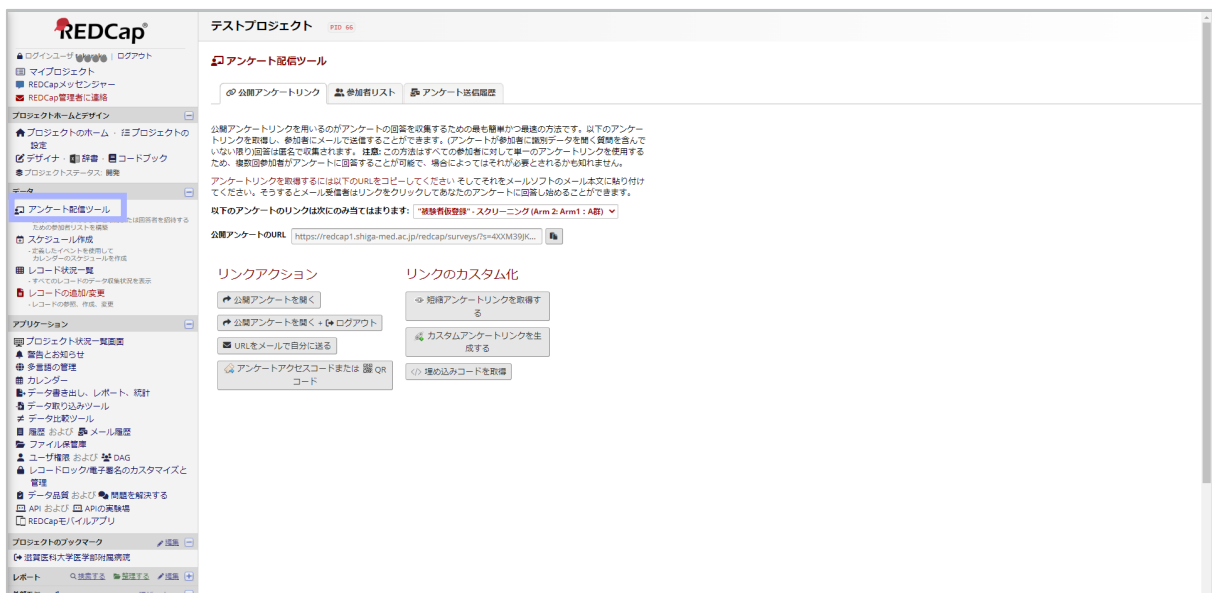 REDCap®
ログインユーザ | ログアウト
マイプロジェクト
REDCapメッセンジャー
REDCap管理者に連絡
プロジェクトホームとデザイン
プロジェクトのホーム · プロジェクトの
設定
デザイナ · 辞書 · コードブック
プロジェクトステータス: 開発
データ
アンケート配信ツール
たは回答者を招待する
ための参加者リストを構築
スケジュール作成
- 定義したイベントを使用して
カレンダーのスケジュールを作成
レコード状況一覧
- すべてのレコードのデータ収集状況を表示
レコードの追加/変更
- レコードの参照、作成、変更
アプリケーション
プロジェクト状況一覧画面
警告とお知らせ
多言語の管理
カレンダー
データ書き出し、レポート、統計
データ取り込みツール
データ比較ツール
履歴 および メール履歴
ファイル保管庫
ユーザ権限 および DAG
レコードロック/電子署名のカスタマイズと
管理
データ品質 および 問題を解決する
API および APIの実験場
REDCapモバイルアプリ
プロジェクトのブックマーク 編集
滋賀医科大学医学部附属病院
レポート 検索する 整理する 編集
テストプロジェクト PID 66
アンケート配信ツール
公開アンケートリンク 参加者リスト アンケート送信履歴
公開アンケートリンクを用いるのがアンケートの回答を収集するための最も簡単かつ最速の方法です。以下のアンケー
トリンクを取得し、参加者にメールで送信することができます。(アンケートが参加者に識別データを聞く質問を含んで
いない限り)回答は匿名で収集されます。 注意: この方法はすべての参加者に対して単一のアンケートリンクを使用する
ため、複数回参加者がアンケートに回答することが可能で、場合によってはそれが必要とされるかも知れません。
アンケートリンクを取得するには以下のURLをコピーしてください そしてそれをメールソフトのメール本文に貼り付け
てください。そうするとメール受信者はリンクをクリックしてあなたのアンケートに回答し始めることができます。
以下のアンケートのリンクは次にのみ当てはまります: "被験者仮登録" - スクリーニング (Arm 2: Arm1：A群)
公開アンケートのURL https://redcap1.shiga-med.ac.jp/redcap/surveys/?s=4XXM39JK...
リンクアクション
公開アンケートを開く
公開アンケートを開く + ログアウト
URLをメールで自分に送る
アンケートアクセスコードまたは QR
コード
リンクのカスタム化
短縮アンケートリンクを取得す
る
カスタムアンケートリンクを生
成する
埋め込みコードを取得